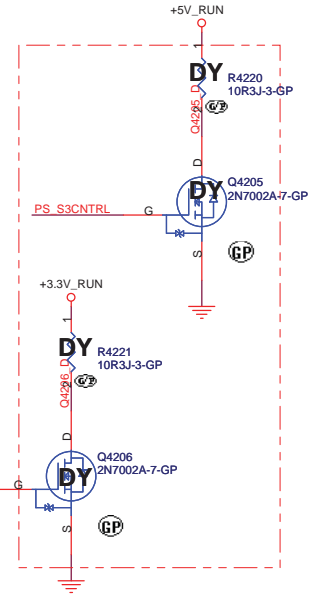 +5V_RUN
1
DY
R4220
10R3J-3-GP
2
G/P
Q4205_D
D
DY
Q4205
2N7002A-7-GP
PS_S3CNTRL
G
S
GP
+3.3V_RUN
1
DY
R4221
10R3J-3-GP
2
G/P
Q4206_D
D
Q4206
2N7002A-7-GP
DY
G
S
GP